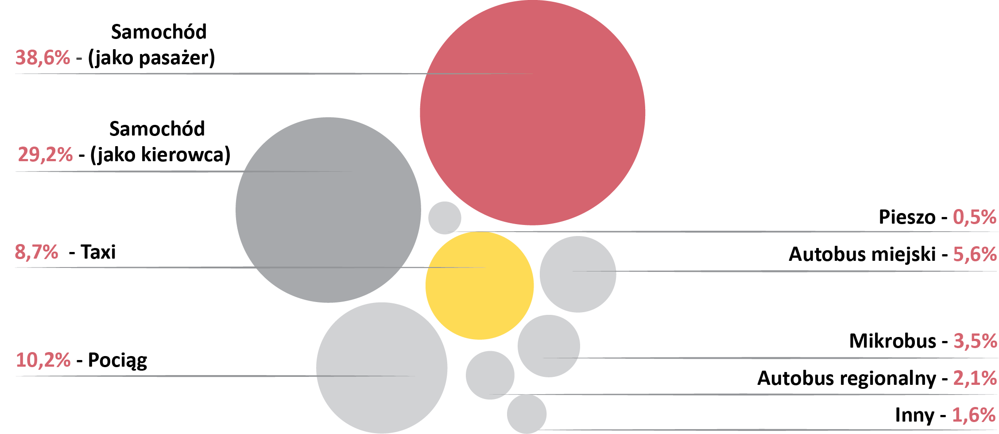 Samochód
38,6% - (jako pasażer)
Samochód
29,2% - (jako kierowca)
8,7% - Taxi
10,2% - Pociąg
Pieszo - 0,5%
Autobus miejski - 5,6%
Mikrobus - 3,5%
Autobus regionalny - 2,1%
Inny - 1,6%